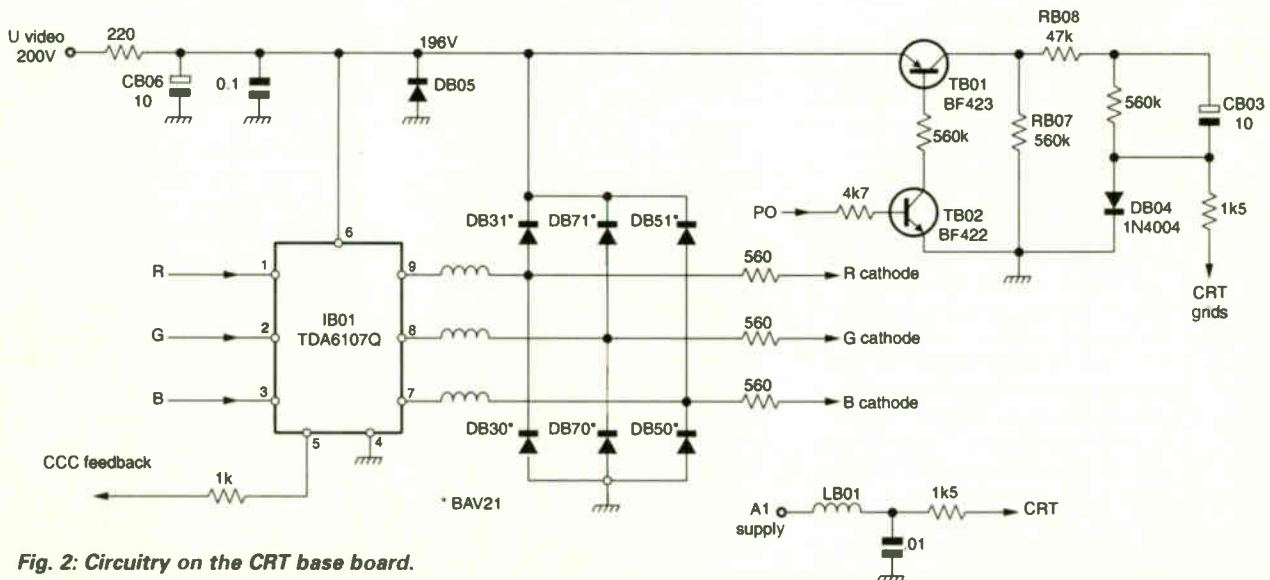 U video
200V
220
CB06
10
0.1
196V
DB05
TB01
BF423
RB08
47k
560k
RB07
560k
560k
CB03
10
PO
4k7
TB02
BF422
DB04
1N4004
1k5
CRT
grids
DB31*
DB71*
DB51*
6
R
1
9
560
R cathode
IB01
TDA6107Q
G
2
8
560
G cathode
B
3
7
560
B cathode
5
4
DB30*
DB70*
DB50*
CCC feedback
1k
* BAV21
A1
supply
LB01
1k5
CRT
.01
Fig. 2: Circuitry on the CRT base board.